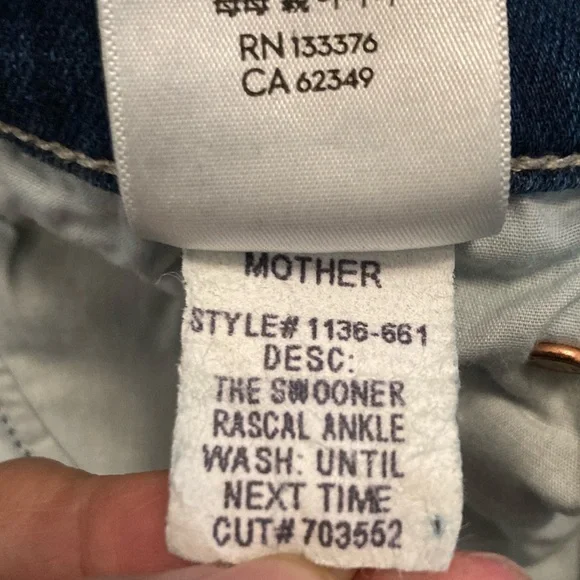 RN 133376
CA 62349
MOTHER
STYLE# 1136-661
DESC:
THE SWOONER
RASCAL ANKLE
WASH: UNTIL
NEXT TIME
CUT# 703552